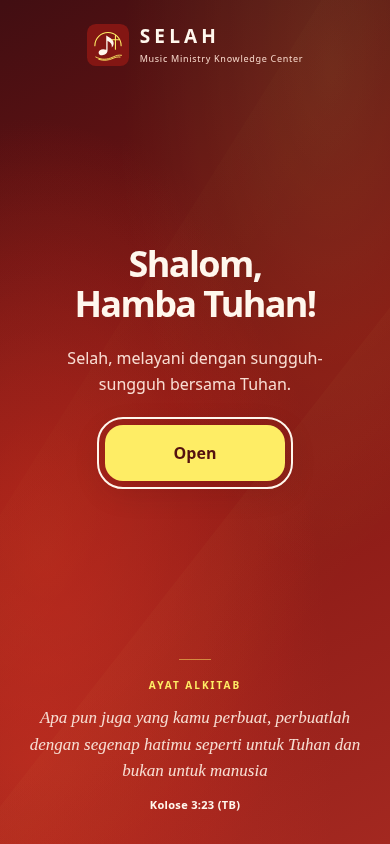 SELAH
Music Ministry Knowledge Center
Shalom,
Hamba Tuhan!
Selah, melayani dengan sungguh-
sungguh bersama Tuhan.
Open
AYAT ALKITAB
Apa pun juga yang kamu perbuat, perbuatlah
dengan segenap hatimu seperti untuk Tuhan dan
bukan untuk manusia
Kolose 3:23 (TB)